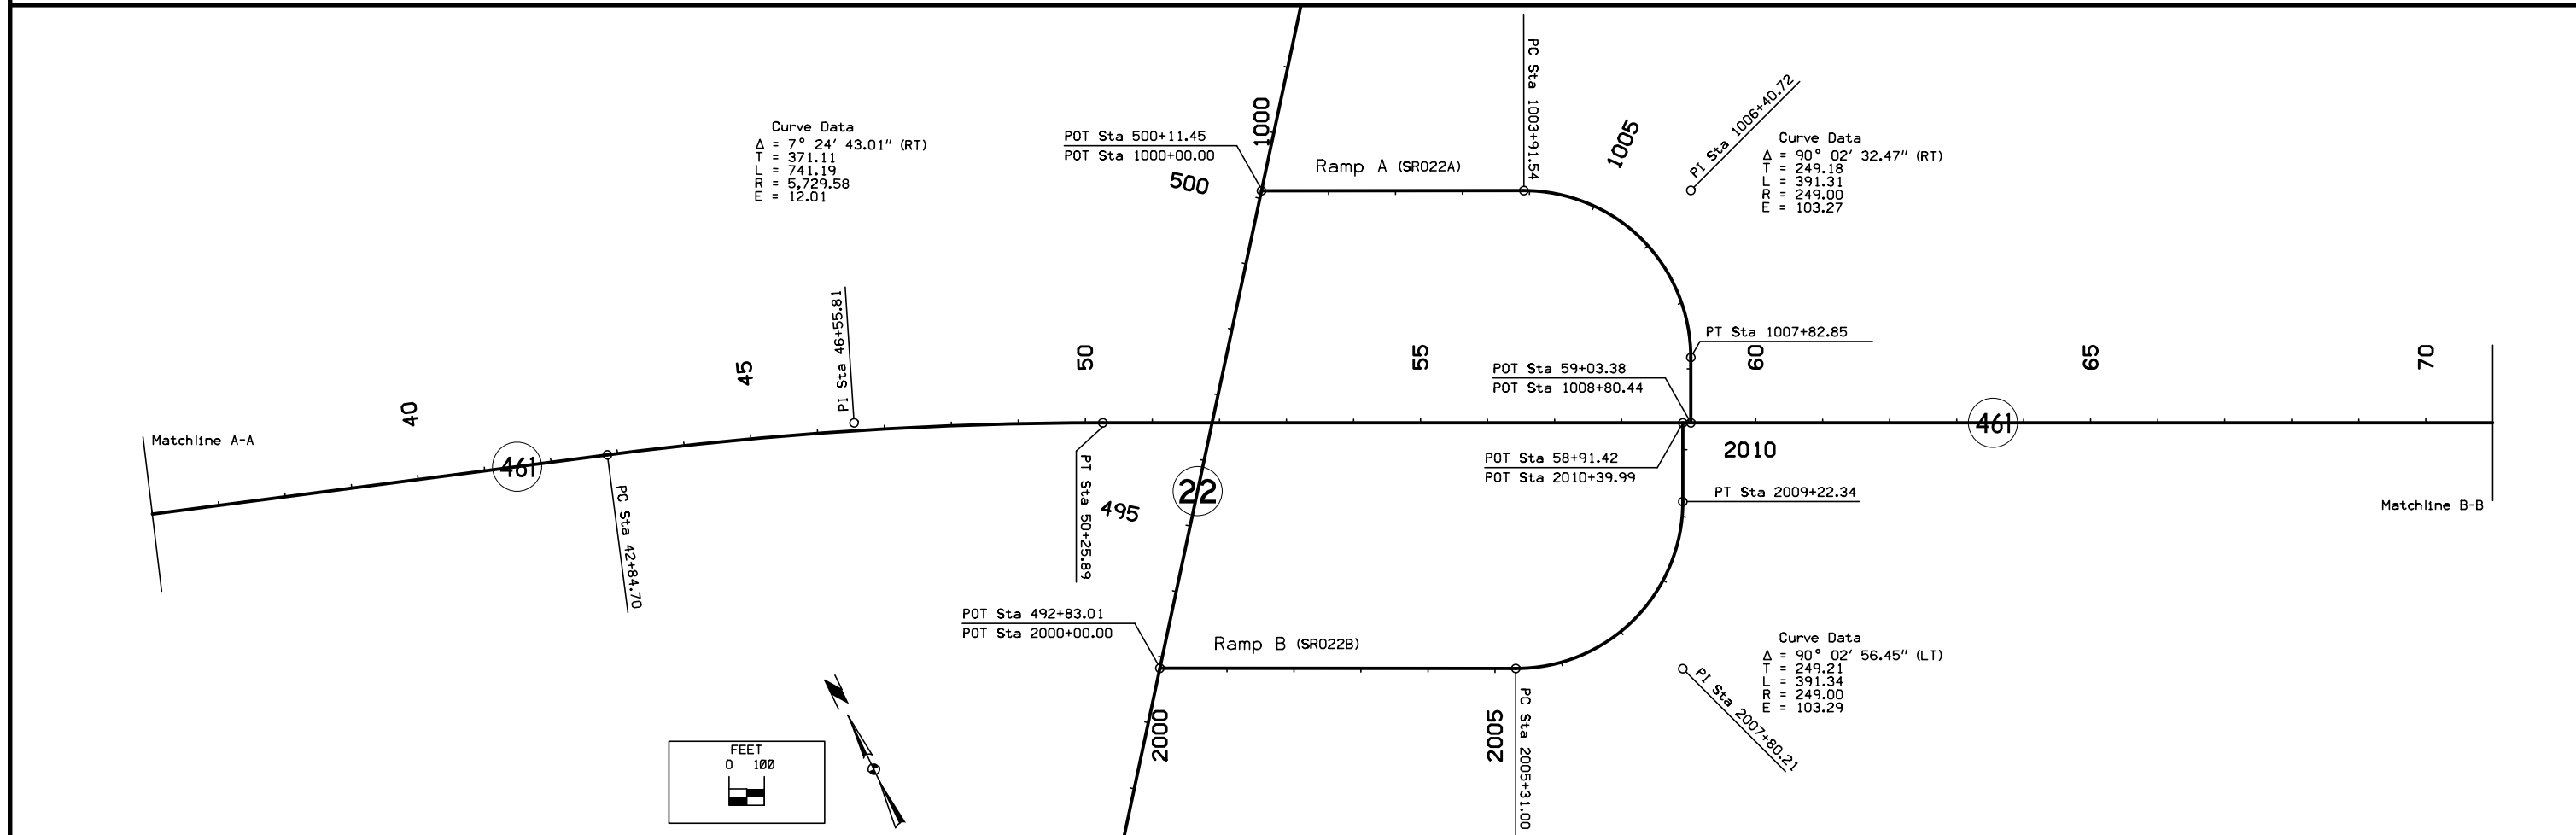 Curve Data
Δ = 7° 24' 43.01" (RT)
T = 371.11
L = 741.19
R = 5,729.58
E = 12.01
POT Sta 500+11.45
POT Sta 1000+00.00
1000
500
Ramp A (SR022A)
PC Sta 1003+91.54
1005
PI Sta 1006+40.72
Curve Data
Δ = 90° 02' 32.47" (RT)
T = 249.18
L = 391.31
R = 249.00
E = 103.27
PI Sta 46+55.81
PT Sta 1007+82.85
40
45
50
55
60
65
70
POT Sta 59+03.38
POT Sta 1008+80.44
Matchline A-A
461
461
2010
POT Sta 58+91.42
POT Sta 2010+39.99
PC Sta 42+84.70
PT Sta 50+25.89
495
22
PT Sta 2009+22.34
Matchline B-B
POT Sta 492+83.01
POT Sta 2000+00.00
Ramp B (SR022B)
Curve Data
Δ = 90° 02' 56.45" (LT)
T = 249.21
L = 391.34
R = 249.00
E = 103.29
N
2000
2005
PC Sta 2005+31.00
PI Sta 2007+80.21
FEET
0 100